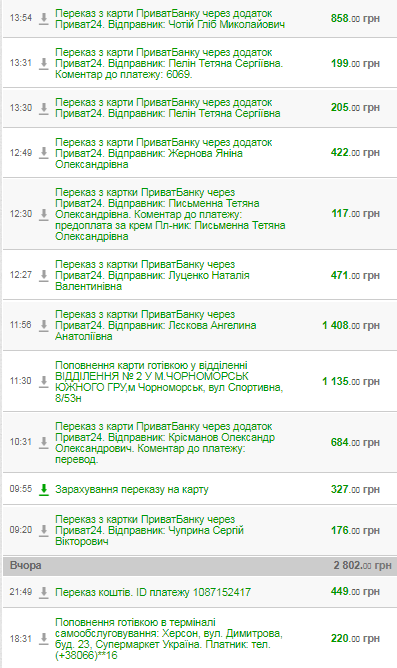 13:54 Переказ з карти ПриватБанку через додаток 858.00 грн
Приват24. Відправник: Чотій Гліб Миколайович
13:31 Переказ з карти ПриватБанку через додаток 199.00 грн
Приват24. Відправник: Пелін Тетяна Сергіївна.
Коментар до платежу: 6069.
13:30 Переказ з карти ПриватБанку через додаток 205.00 грн
Приват24. Відправник: Пелін Тетяна Сергіївна
12:49 Переказ з карти ПриватБанку через додаток 422.00 грн
Приват24. Відправник: Жернова Яніна
Олександрівна
12:30 Переказ з картки ПриватБанку через 117.00 грн
Приват24. Відправник: Письменна Тетяна
Олександрівна. Коментар до платежу:
предоплата за крем Пл-ник: Письменна Тетяна
Олександрівна
12:27 Переказ з картки ПриватБанку через 471.00 грн
Приват24. Відправник: Луценко Наталія
Валентинівна
11:56 Переказ з картки ПриватБанку через 1 408.00 грн
Приват24. Відправник: Лєскова Ангелина
Анатоліївна
11:30 Поповнення карти готівкою у відділенні 1 135.00 грн
ВІДДІЛЕННЯ № 2 У М.ЧОРНОМОРСЬК
ЮЖНОГО ГРУ,м Чорноморськ, вул Спортивна,
8/53н
10:31 Переказ з карти ПриватБанку через додаток 684.00 грн
Приват24. Відправник: Крісманов Олександр
Олександрович. Коментар до платежу:
перевод.
09:55 Зарахування переказу на карту 327.00 грн
09:20 Переказ з картки ПриватБанку через 176.00 грн
Приват24. Відправник: Чуприна Сергій
Вікторович
Вчора 2 802.00 грн
21:49 Переказ коштів. ID платежу 1087152417 449.00 грн
18:31 Поповнення готівкою в терміналі 220.00 грн
самообслуговування: Херсон, вул. Димитрова,
буд. 23, Супермаркет Україна. Платник: тел.
(+38066)**16